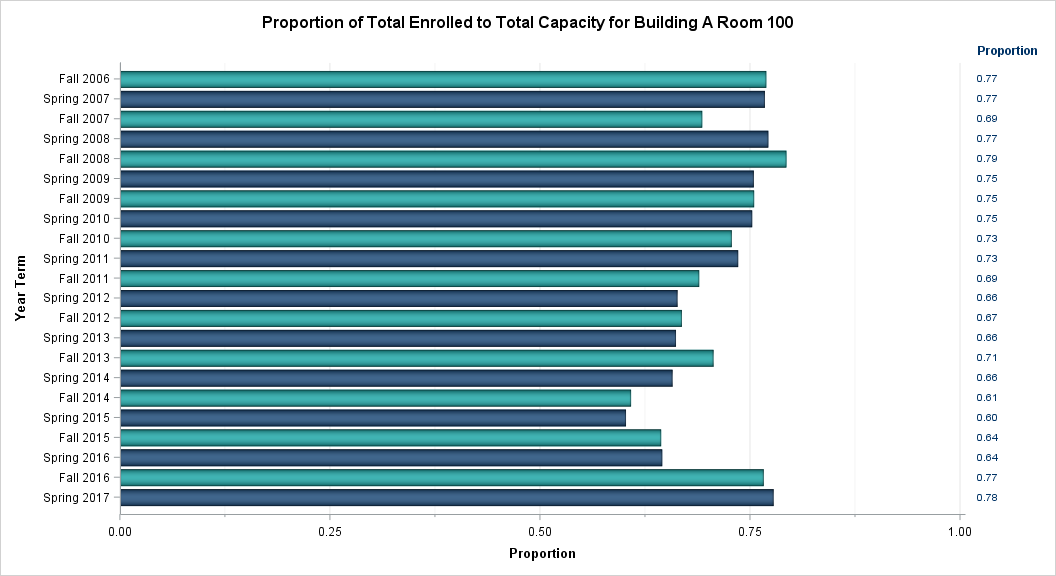 Proportion of Total Enrolled to Total Capacity for Building A Room 100
Proportion
Fall 2006 0.77
Spring 2007 0.77
Fall 2007 0.69
Spring 2008 0.77
Fall 2008 0.79
Spring 2009 0.75
Fall 2009 0.75
Spring 2010 0.75
Fall 2010 0.73
Spring 2011 0.73
Fall 2011 0.69
Spring 2012 0.66
Fall 2012 0.67
Spring 2013 0.66
Fall 2013 0.71
Spring 2014 0.66
Fall 2014 0.61
Spring 2015 0.60
Fall 2015 0.64
Spring 2016 0.64
Fall 2016 0.77
Spring 2017 0.78
Year Term
0.00 0.25 0.50 0.75 1.00
Proportion